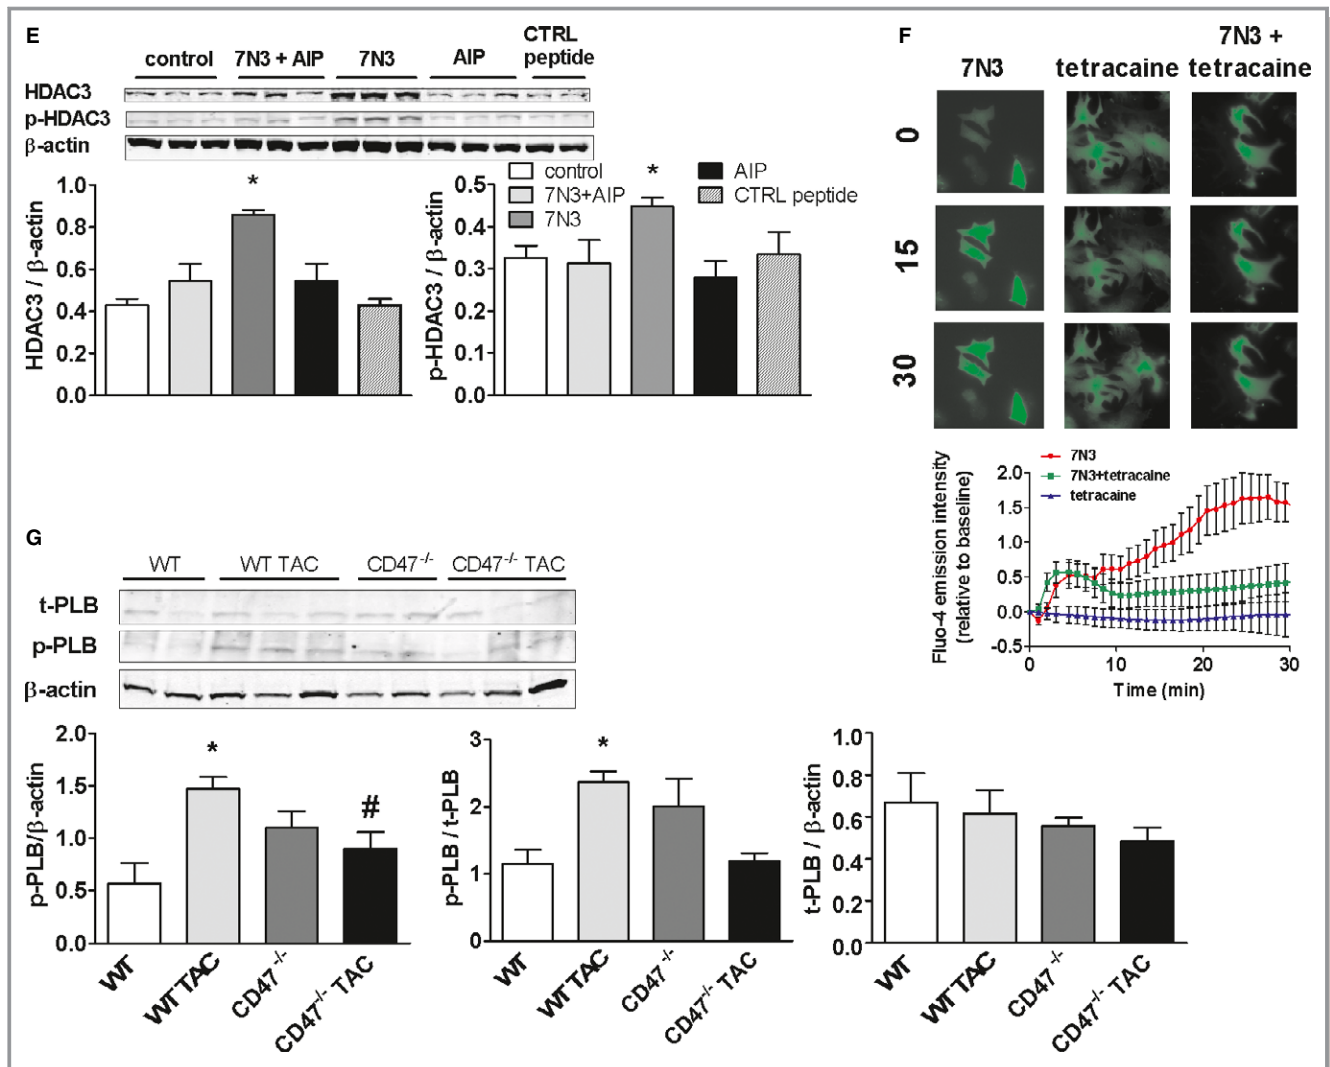 E
control 7N3 + AIP 7N3 AIP CTRL peptide
HDAC3
p-HDAC3
β-actin
HDAC3 / β-actin
1.0
0.8
0.6
0.4
0.2
0.0
*
p-HDAC3 / β-actin
0.5
0.4
0.3
0.2
0.1
0.0
*
control
7N3+AIP
7N3
AIP
CTRL peptide
F
7N3 tetracaine 7N3 + tetracaine
0
15
30
Fluo-4 emission intensity
(relative to baseline)
2.0
1.5
1.0
0.5
0.0
-0.5
7N3
7N3+tetracaine
tetracaine
0 10 20 30
Time (min)
G
WT WT TAC CD47-/- CD47-/- TAC
t-PLB
p-PLB
β-actin
p-PLB/β-actin
2.0
1.5
1.0
0.5
0.0
*
#
WT WT TAC CD47-/- CD47-/- TAC
p-PLB / t-PLB
3
2
1
0
*
WT WT TAC CD47-/- CD47-/- TAC
t-PLB / β-actin
1.0
0.8
0.6
0.4
0.2
0.0
WT WT TAC CD47-/- CD47-/- TAC